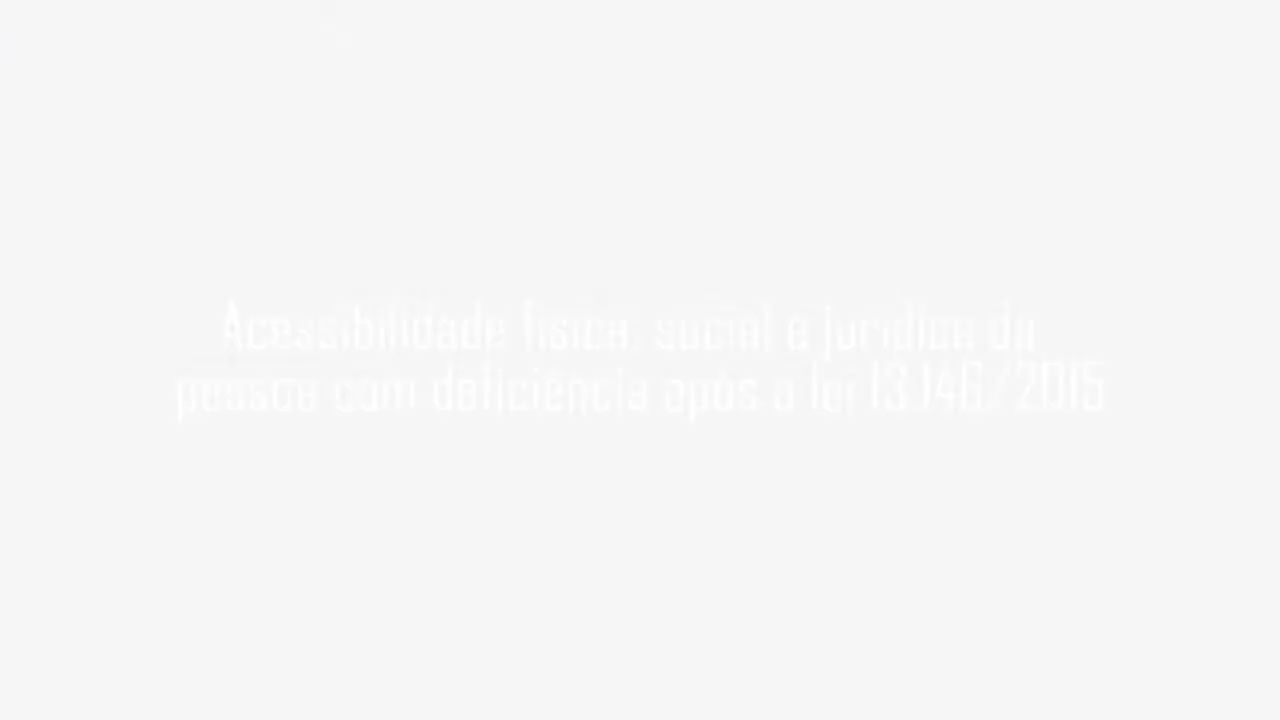 Acessibilidade física, social e jurídica da
pessoa com deficiência após a lei 13.146/2015